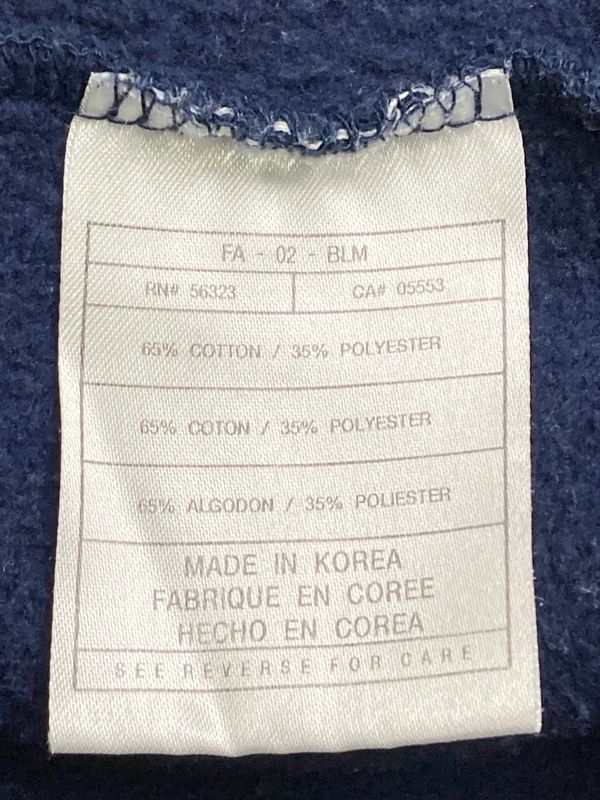 FA - 02 - BLM
RN# 56323 CA# 05553
65% COTTON / 35% POLYESTER
65% COTON / 35% POLYESTER
65% ALGODON / 35% POLIESTER
MADE IN KOREA
FABRIQUE EN COREE
HECHO EN COREA
SEE REVERSE FOR CARE